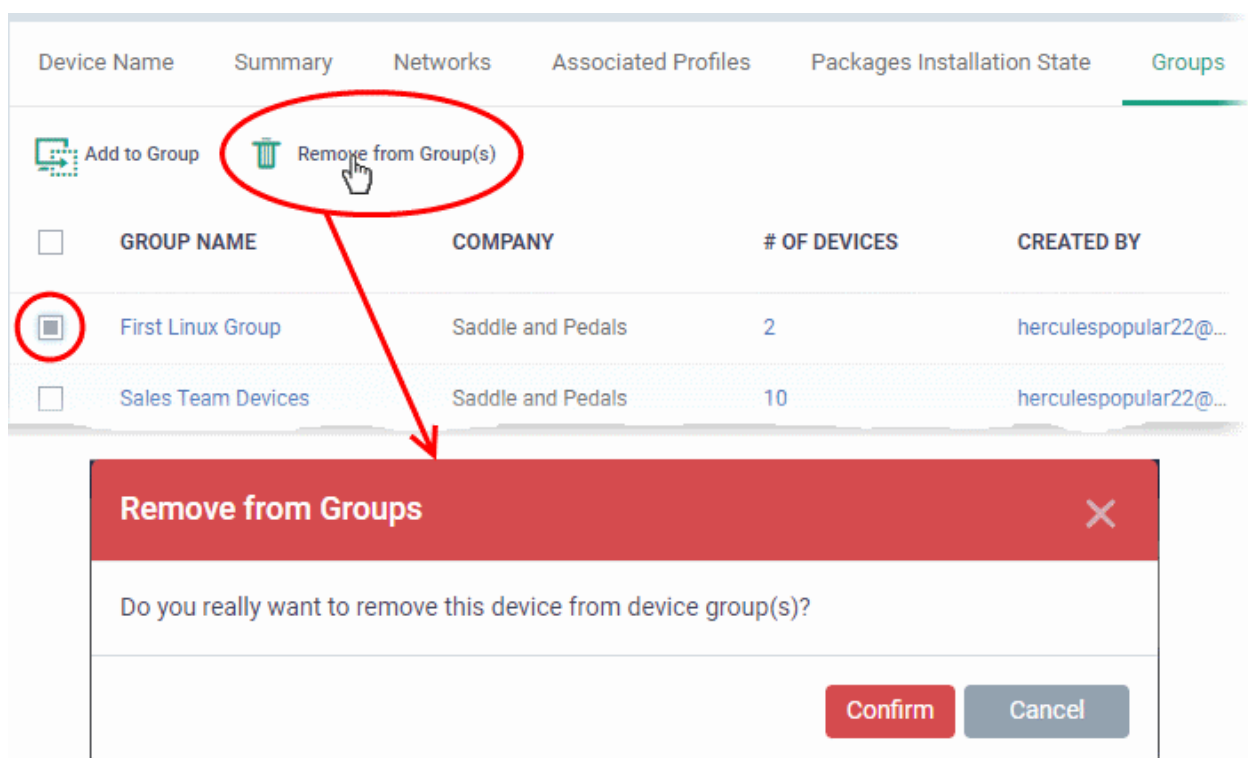 Device Name Summary Networks Associated Profiles Packages Installation State Groups
Add to Group Remove from Group(s)
GROUP NAME COMPANY # OF DEVICES CREATED BY
First Linux Group Saddle and Pedals 2 herculespopular22@...
Sales Team Devices Saddle and Pedals 10 herculespopular22@...
Remove from Groups
Do you really want to remove this device from device group(s)?
Confirm Cancel